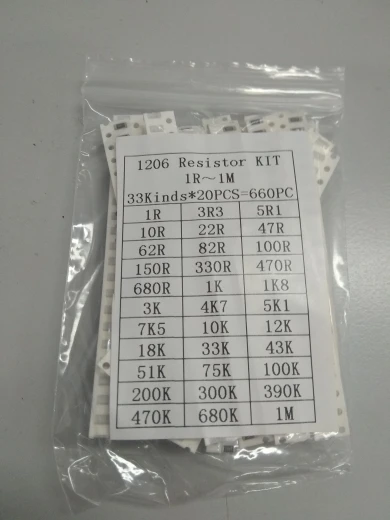 1206 Resistor KIT
1R～1M
33Kinds*20PCS=660PC
1R 3R3 5R1
10R 22R 47R
62R 82R 100R
150R 330R 470R
680R 1K 1K8
3K 4K7 5K1
7K5 10K 12K
18K 33K 43K
51K 75K 100K
200K 300K 390K
470K 680K 1M